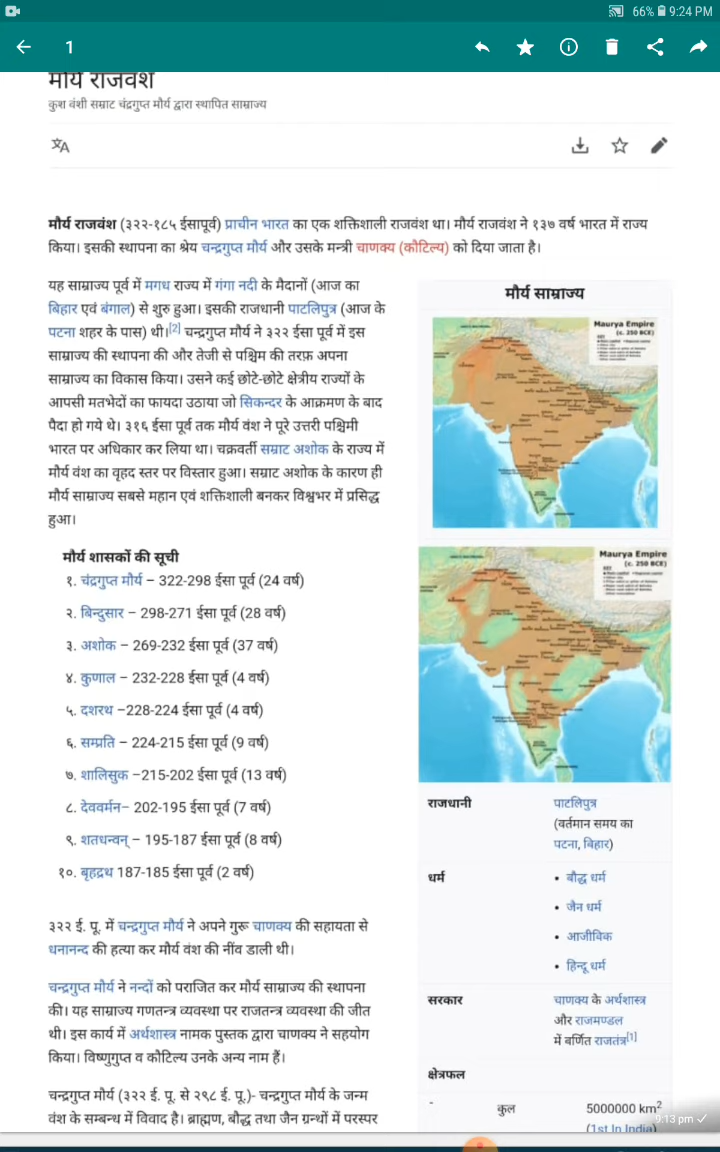 66% 9:24 PM
1
मौर्य राजवंश
कुश वंशी सम्राट चंद्रगुप्त मौर्य द्वारा स्थापित साम्राज्य
मौर्य राजवंश (३२२-१८५ ईसापूर्व) प्राचीन भारत का एक शक्तिशाली राजवंश था। मौर्य राजवंश ने १३७ वर्ष भारत में राज्य
किया। इसकी स्थापना का श्रेय चन्द्रगुप्त मौर्य और उसके मन्त्री चाणक्य (कौटिल्य) को दिया जाता है।
यह साम्राज्य पूर्व में मगध राज्य में गंगा नदी के मैदानों (आज का
बिहार एवं बंगाल) से शुरु हुआ। इसकी राजधानी पाटलिपुत्र (आज के
पटना शहर के पास) थी।[2] चन्द्रगुप्त मौर्य ने ३२२ ईसा पूर्व में इस
साम्राज्य की स्थापना की और तेजी से पश्चिम की तरफ़ अपना
साम्राज्य का विकास किया। उसने कई छोटे-छोटे क्षेत्रीय राज्यों के
आपसी मतभेदों का फायदा उठाया जो सिकन्दर के आक्रमण के बाद
पैदा हो गये थे। ३१६ ईसा पूर्व तक मौर्य वंश ने पूरे उत्तरी पश्चिमी
भारत पर अधिकार कर लिया था। चक्रवर्ती सम्राट अशोक के राज्य में
मौर्य वंश का वृहद स्तर पर विस्तार हुआ। सम्राट अशोक के कारण ही
मौर्य साम्राज्य सबसे महान एवं शक्तिशाली बनकर विश्वभर में प्रसिद्ध
हुआ।
मौर्य शासकों की सूची
१. चंद्रगुप्त मौर्य – 322-298 ईसा पूर्व (24 वर्ष)
२. बिन्दुसार – 298-271 ईसा पूर्व (28 वर्ष)
३. अशोक – 269-232 ईसा पूर्व (37 वर्ष)
४. कुणाल – 232-228 ईसा पूर्व (4 वर्ष)
५. दशरथ –228-224 ईसा पूर्व (4 वर्ष)
६. सम्प्रति – 224-215 ईसा पूर्व (9 वर्ष)
७. शालिसुक –215-202 ईसा पूर्व (13 वर्ष)
८. देववर्मन– 202-195 ईसा पूर्व (7 वर्ष)
९. शतधन्वन् – 195-187 ईसा पूर्व (8 वर्ष)
१०. बृहद्रथ 187-185 ईसा पूर्व (2 वर्ष)
३२२ ई. पू. में चन्द्रगुप्त मौर्य ने अपने गुरू चाणक्य की सहायता से
धनानन्द की हत्या कर मौर्य वंश की नींव डाली थी।
चन्द्रगुप्त मौर्य ने नन्दों को पराजित कर मौर्य साम्राज्य की स्थापना
की। यह साम्राज्य गणतन्त्र व्यवस्था पर राजतन्त्र व्यवस्था की जीत
थी। इस कार्य में अर्थशास्त्र नामक पुस्तक द्वारा चाणक्य ने सहयोग
किया। विष्णुगुप्त व कौटिल्य उनके अन्य नाम हैं।
चन्द्रगुप्त मौर्य (३२२ ई. पू. से २९८ ई. पू.)- चन्द्रगुप्त मौर्य के जन्म
वंश के सम्बन्ध में विवाद है। ब्राह्मण, बौद्ध तथा जैन ग्रन्थों में परस्पर
मौर्य साम्राज्य
Maurya Empire
(c. 250 BCE)
Maurya Empire
(c. 250 BCE)
राजधानी पाटलिपुत्र
(वर्तमान समय का
पटना, बिहार)
धर्म • बौद्ध धर्म
• जैन धर्म
• आजीविक
• हिन्दू धर्म
सरकार चाणक्य के अर्थशास्त्र
और राजमण्डल
में वर्णित राजतंत्र[1]
क्षेत्रफल
- कुल 5000000 km²
(1st In India)
9:13 pm